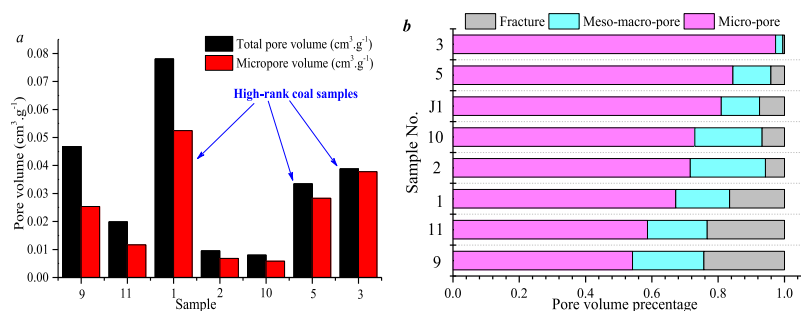 a
Total pore volume (cm³.g⁻¹)
Micropore volume (cm³.g⁻¹)
High-rank coal samples
Pore volume (cm³.g⁻¹)
0.08
0.07
0.06
0.05
0.04
0.03
0.02
0.01
0.00
9 11 1 2 10 5 3
Sample
b
Fracture Meso-macro-pore Micro-pore
Sample No.
3
5
J1
10
2
1
11
9
0.0 0.2 0.4 0.6 0.8 1.0
Pore volume precentage